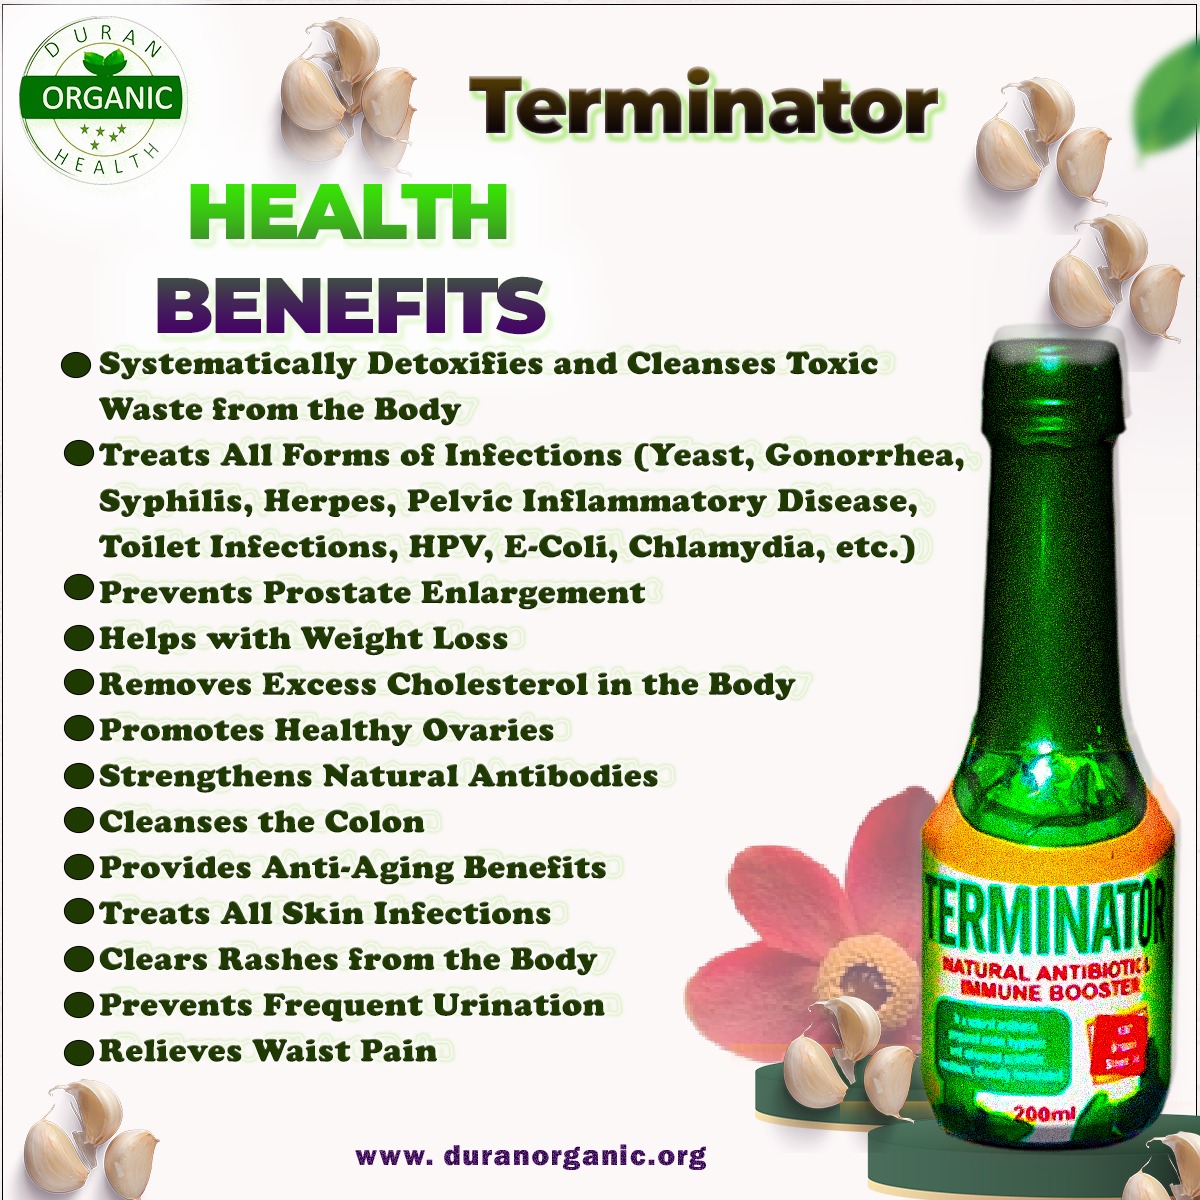 DURAN
ORGANIC
HEALTH
Terminator
HEALTH
BENEFITS
Systematically Detoxifies and Cleanses Toxic
Waste from the Body
Treats All Forms of Infections (Yeast, Gonorrhea,
Syphilis, Herpes, Pelvic Inflammatory Disease,
Toilet Infections, HPV, E-Coli, Chlamydia, etc.)
Prevents Prostate Enlargement
Helps with Weight Loss
Removes Excess Cholesterol in the Body
Promotes Healthy Ovaries
Strengthens Natural Antibodies
Cleanses the Colon
Provides Anti-Aging Benefits
Treats All Skin Infections
Clears Rashes from the Body
Prevents Frequent Urination
Relieves Waist Pain
TERMINATOR
NATURAL ANTIBIOTIC &
IMMUNE BOOSTER
200ml
www. duranorganic.org